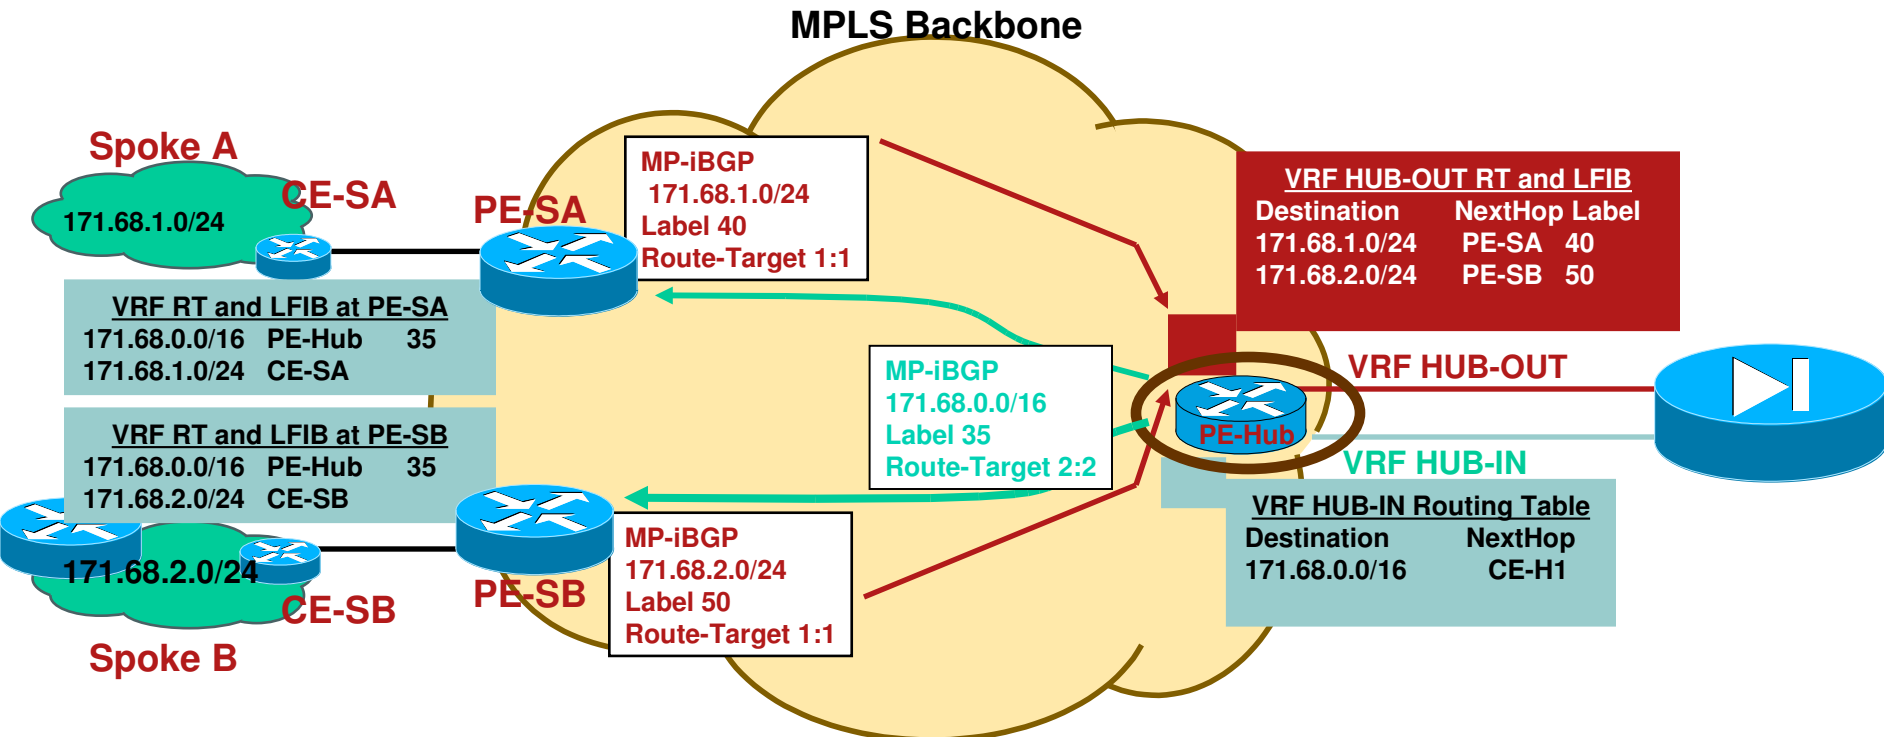 MPLS Backbone
Spoke A
171.68.1.0/24
CE-SA
PE-SA
MP-iBGP
171.68.1.0/24
Label 40
Route-Target 1:1
VRF HUB-OUT RT and LFIB
Destination NextHop Label
171.68.1.0/24 PE-SA 40
171.68.2.0/24 PE-SB 50
VRF RT and LFIB at PE-SA
171.68.0.0/16 PE-Hub 35
171.68.1.0/24 CE-SA
MP-iBGP
171.68.0.0/16
Label 35
Route-Target 2:2
VRF HUB-OUT
PE-Hub
VRF HUB-IN
VRF RT and LFIB at PE-SB
171.68.0.0/16 PE-Hub 35
171.68.2.0/24 CE-SB
VRF HUB-IN Routing Table
Destination NextHop
171.68.0.0/16 CE-H1
171.68.2.0/24
CE-SB
PE-SB
MP-iBGP
171.68.2.0/24
Label 50
Route-Target 1:1
Spoke B